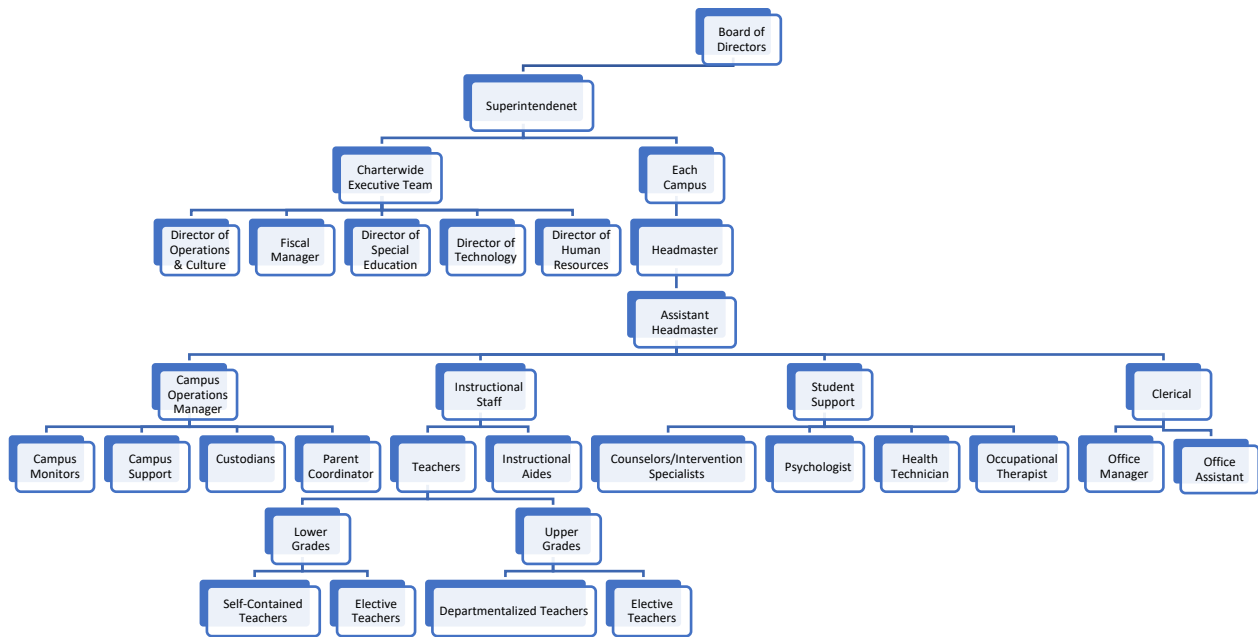 Board of
Directors
Superintendenet
Charterwide
Executive Team
Each
Campus
Director of
Operations
& Culture
Fiscal
Manager
Director of
Special
Education
Director of
Technology
Director of
Human
Resources
Headmaster
Assistant
Headmaster
Campus
Operations
Manager
Instructional
Staff
Student
Support
Clerical
Campus
Monitors
Campus
Support
Custodians
Parent
Coordinator
Teachers
Instructional
Aides
Counselors/Intervention
Specialists
Psychologist
Health
Technician
Occupational
Therapist
Office
Manager
Office
Assistant
Lower
Grades
Upper
Grades
Self-Contained
Teachers
Elective
Teachers
Departmentalized Teachers
Elective
Teachers